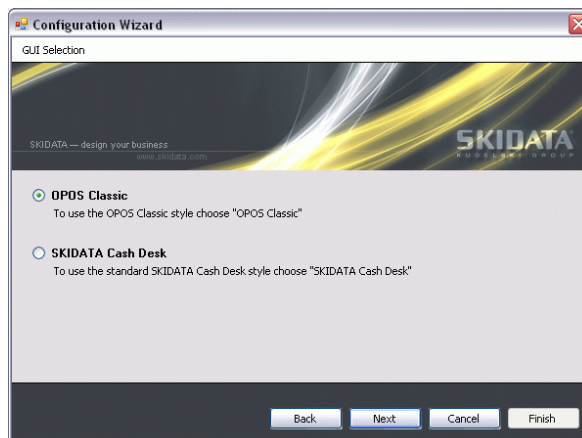 Configuration Wizard
GUI Selection
SKIDATA — design your business
www.skidata.com
SKIDATA
KUDELSKI GROUP
OPOS Classic
To use the OPOS Classic style choose "OPOS Classic"
SKIDATA Cash Desk
To use the standard SKIDATA Cash Desk style choose "SKIDATA Cash Desk"
Back
Next
Cancel
Finish